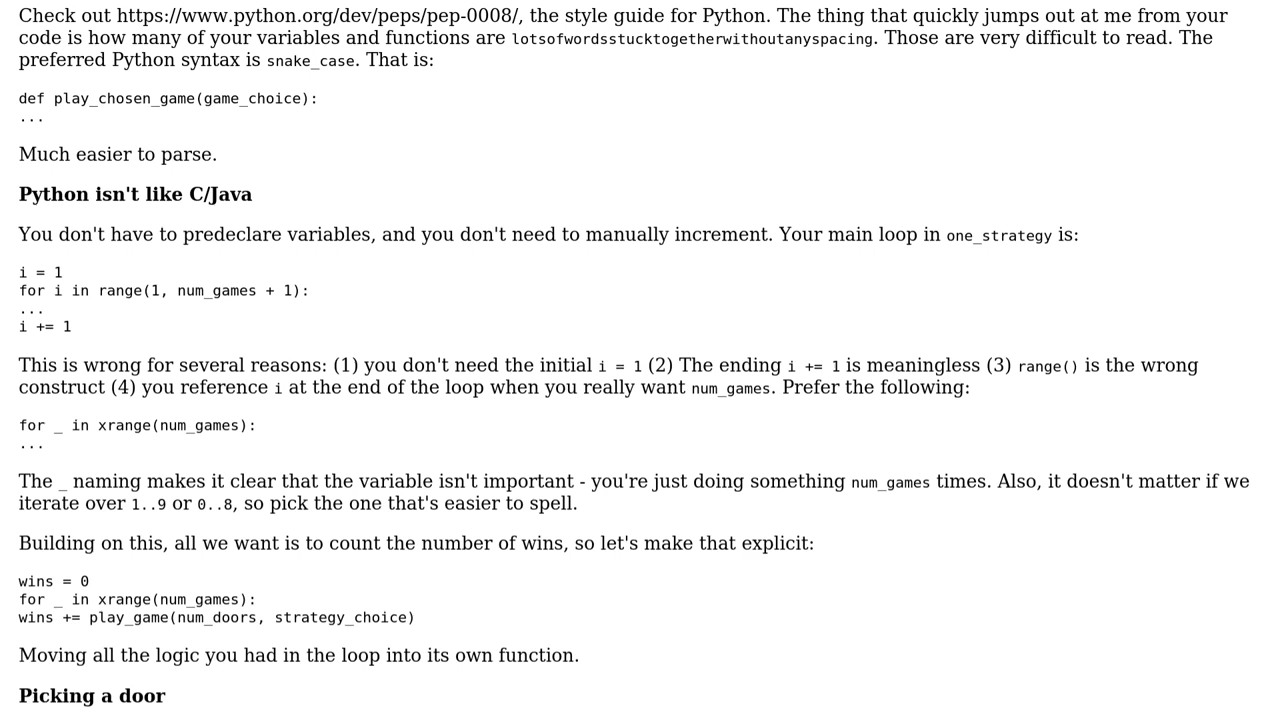 Check out https://www.python.org/dev/peps/pep-0008/, the style guide for Python. The thing that quickly jumps out at me from your
code is how many of your variables and functions are lotsofwordsstucktogetherwithoutanyspacing. Those are very difficult to read. The
preferred Python syntax is snake_case. That is:
def play_chosen_game(game_choice):
...
Much easier to parse.
Python isn't like C/Java
You don't have to predeclare variables, and you don't need to manually increment. Your main loop in one_strategy is:
i = 1
for i in range(1, num_games + 1):
...
i += 1
This is wrong for several reasons: (1) you don't need the initial i = 1 (2) The ending i += 1 is meaningless (3) range() is the wrong
construct (4) you reference i at the end of the loop when you really want num_games. Prefer the following:
for _ in xrange(num_games):
...
The _ naming makes it clear that the variable isn't important - you're just doing something num_games times. Also, it doesn't matter if we
iterate over 1..9 or 0..8, so pick the one that's easier to spell.
Building on this, all we want is to count the number of wins, so let's make that explicit:
wins = 0
for _ in xrange(num_games):
wins += play_game(num_doors, strategy_choice)
Moving all the logic you had in the loop into its own function.
Picking a door